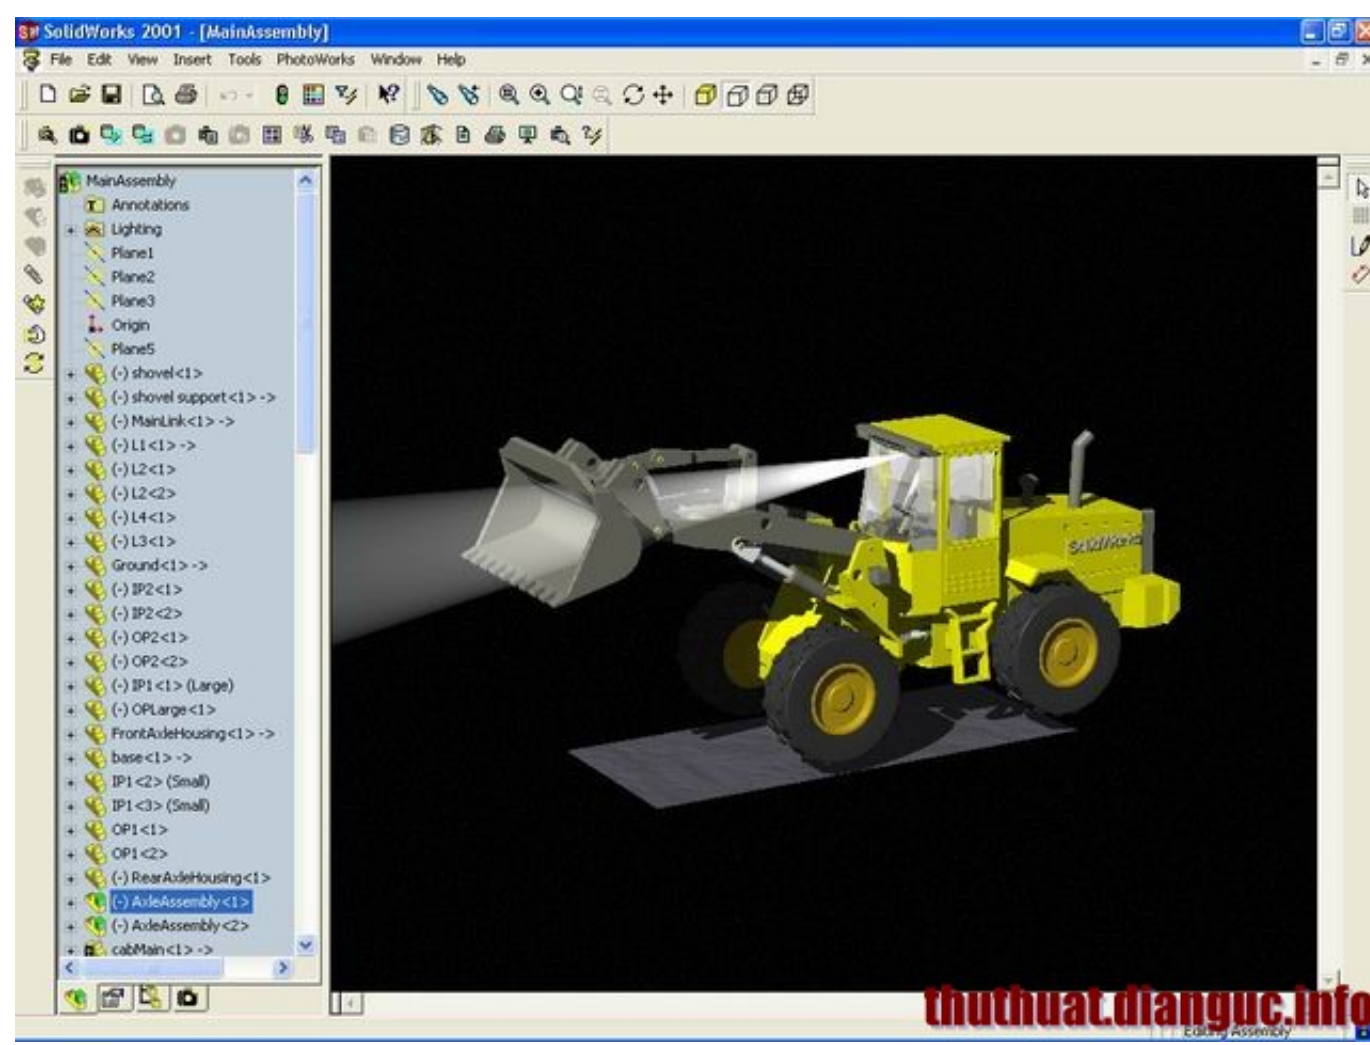 SolidWorks 2001 - [MainAssembly]
File Edit View Insert Tools PhotoWorks Window Help
MainAssembly
Annotations
Lighting
Plane1
Plane2
Plane3
Origin
Plane5
(-) shovel<1>
(-) shovel support<1> ->
(-) MainLink<1> ->
(-) L1<1> ->
(-) L2<1>
(-) L2<2>
(-) L4<1>
(-) L3<1>
Ground<1> ->
(-) IP2<1>
(-) IP2<2>
(-) OP2<1>
(-) OP2<2>
(-) IP1<1> (Large)
(-) OPLarge<1>
FrontAxleHousing<1> ->
base<1> ->
IP1<2> (Small)
IP1<3> (Small)
OP1<1>
OP1<2>
(-) RearAxleHousing<1>
(-) AxleAssembly<1>
(-) AxleAssembly<2>
cabMain<1> ->
SolidWorks
thuthuat.dianguc.info
Editing Assembly